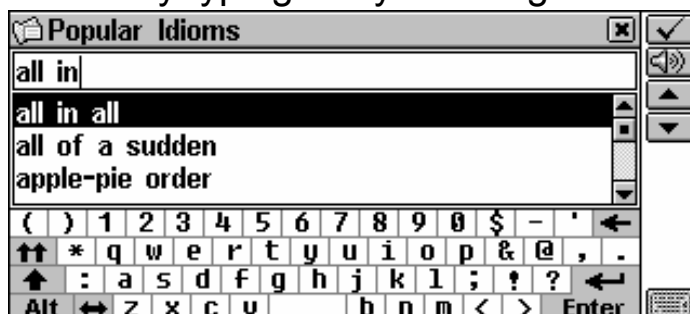 Popular Idioms
all in
all in all
all of a sudden
apple-pie order
( ) 1 2 3 4 5 6 7 8 9 0 $ - '
* q w e r t y u i o p & @ , .
: a s d f g h j k l ; ! ?
Alt z x c v b n m < > Enter